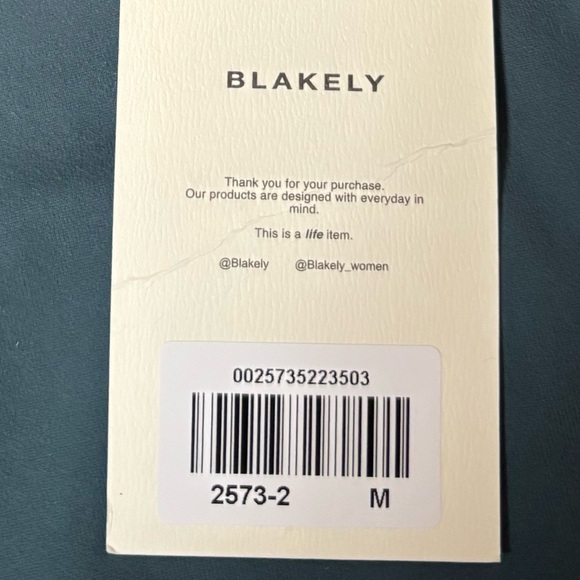 BLAKELY
Thank you for your purchase.
Our products are designed with everyday in
mind.
This is a life item.
@Blakely @Blakely_women
0025735223503
2573-2 M